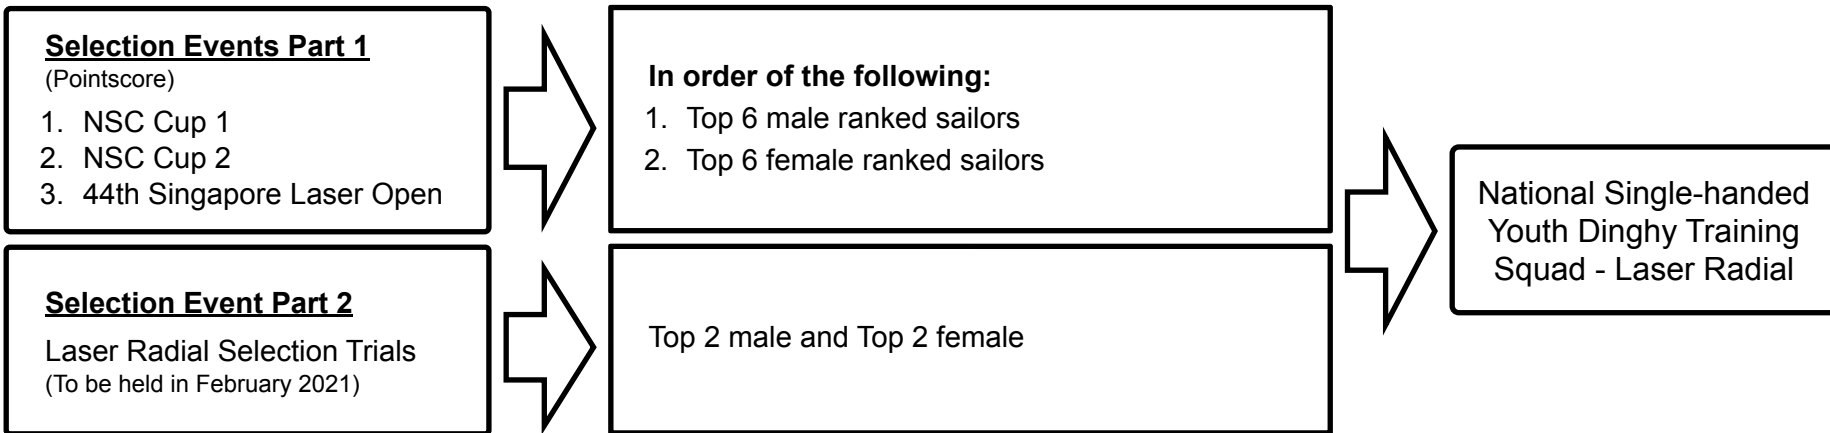 Selection Events Part 1
(Pointscore)
1. NSC Cup 1
2. NSC Cup 2
3. 44th Singapore Laser Open
In order of the following:
1. Top 6 male ranked sailors
2. Top 6 female ranked sailors
Selection Event Part 2
Laser Radial Selection Trials
(To be held in February 2021)
Top 2 male and Top 2 female
National Single-handed
Youth Dinghy Training
Squad - Laser Radial